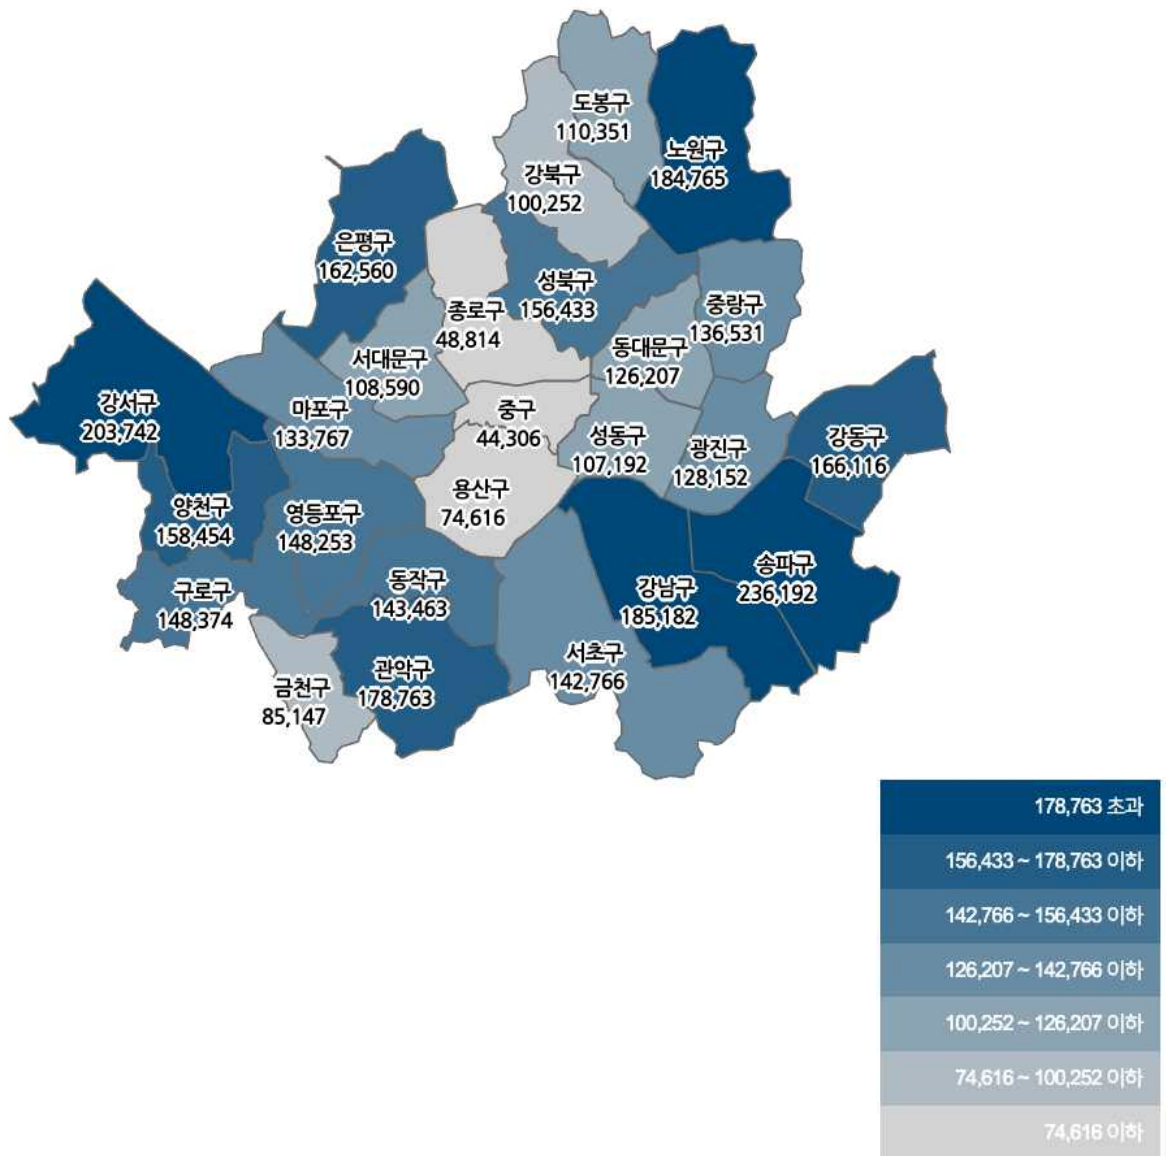 도봉구
110,351
노원구
184,765
강북구
100,252
은평구
162,560
성북구
156,433
중랑구
136,531
종로구
48,814
동대문구
126,207
서대문구
108,590
강서구
203,742
마포구
133,767
중구
44,306
성동구
107,192
광진구
128,152
강동구
166,116
용산구
74,616
양천구
158,454
영등포구
148,253
송파구
236,192
구로구
148,374
동작구
143,463
강남구
185,182
서초구
142,766
관악구
178,763
금천구
85,147
178,763 초과
156,433 ~ 178,763 이하
142,766 ~ 156,433 이하
126,207 ~ 142,766 이하
100,252 ~ 126,207 이하
74,616 ~ 100,252 이하
74,616 이하